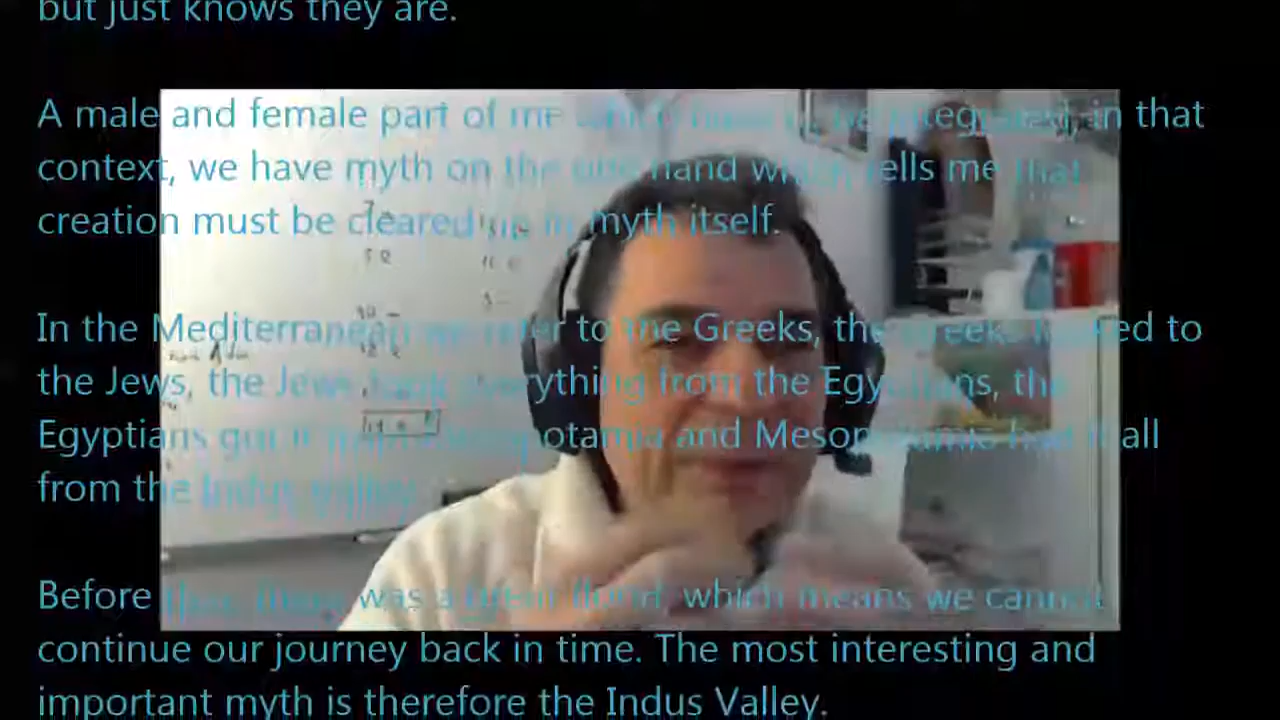 but just knows they are.
A male and female part of me which have to be integrated, in that
context, we have myth on the one hand which tells me that
creation must be cleared up in myth itself.
In the Mediterranean we refer to the Greeks, the Greeks looked to
the Jews, the Jews took everything from the Egyptians, the
Egyptians got it from Mesopotamia and Mesopotamia had it all
from the Indus Valley.
Before that, there was a great flood, which means we cannot
continue our journey back in time. The most interesting and
important myth is therefore the Indus Valley.